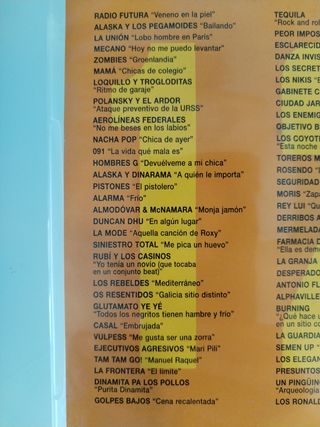 RADIO FUTURA "Veneno en la piel"
ALASKA Y LOS PEGAMOIDES "Bailando"
LA UNIÓN "Lobo hombre en París"
MECANO "Hoy no me puedo levantar"
ZOMBIES "Groenlandia"
MAMÁ "Chicas de colegio"
LOQUILLO Y TROGLODITAS
"Ritmo de garaje"
POLANSKY Y EL ARDOR
"Ataque preventivo de la URSS"
AEROLÍNEAS FEDERALES
"No me beses en los labios"
NACHA POP "Chica de ayer"
091 "La vida qué mala es"
HOMBRES G "Devuélveme a mi chica"
ALASKA Y DINARAMA "A quién le importa"
PISTONES "El pistolero"
ALARMA "Frío"
ALMODÓVAR & McNAMARA "Monja jamón"
DUNCAN DHU "En algún lugar"
LA MODE "Aquella canción de Roxy"
SINIESTRO TOTAL "Me pica un huevo"
RUBÍ Y LOS CASINOS
"Yo tenía un novio (que tocaba
en un conjunto beat)"
LOS REBELDES "Mediterráneo"
OS RESENTIDOS "Galicia sitio distinto"
GLUTAMATO YE YÉ
"Todos los negritos tienen hambre y frío"
CASAL "Embrujada"
VULPESS "Me gusta ser una zorra"
EJECUTIVOS AGRESIVOS "Mari Pili"
TAM TAM GO! "Manuel Raquel"
LA FRONTERA "El límite"
DINAMITA PA LOS POLLOS
"Purita Dinamita"
GOLPES BAJOS "Cena recalentada"
TEQUILA
"Rock and ro
PEOR IMPOS
ESCLARECID
DANZA INVIS
LOS SECRET
LOS NIKIS "E
GABINETE C
CIUDAD JAR
LOS ENEMIG
OBJETIVO B
LOS COYOTE
"Esta noche
TOREROS M
ROSENDO "
SEGURIDAD
MORIS "Zapa
REY LUI "Qu
DERRIBOS A
MERMELADA
FARMACIA D
"Ella es demo
LA GRANJA
DESPERADO
ANTONIO FL
ALPHAVILLE
BURNING
"¿Qué hace u
en un sitio co
LA GUARDIA
SEMEN UP "
LOS ELEGAN
PRESUNTOS
UN PINGÜIN
"Arqueología
LOS RONALD